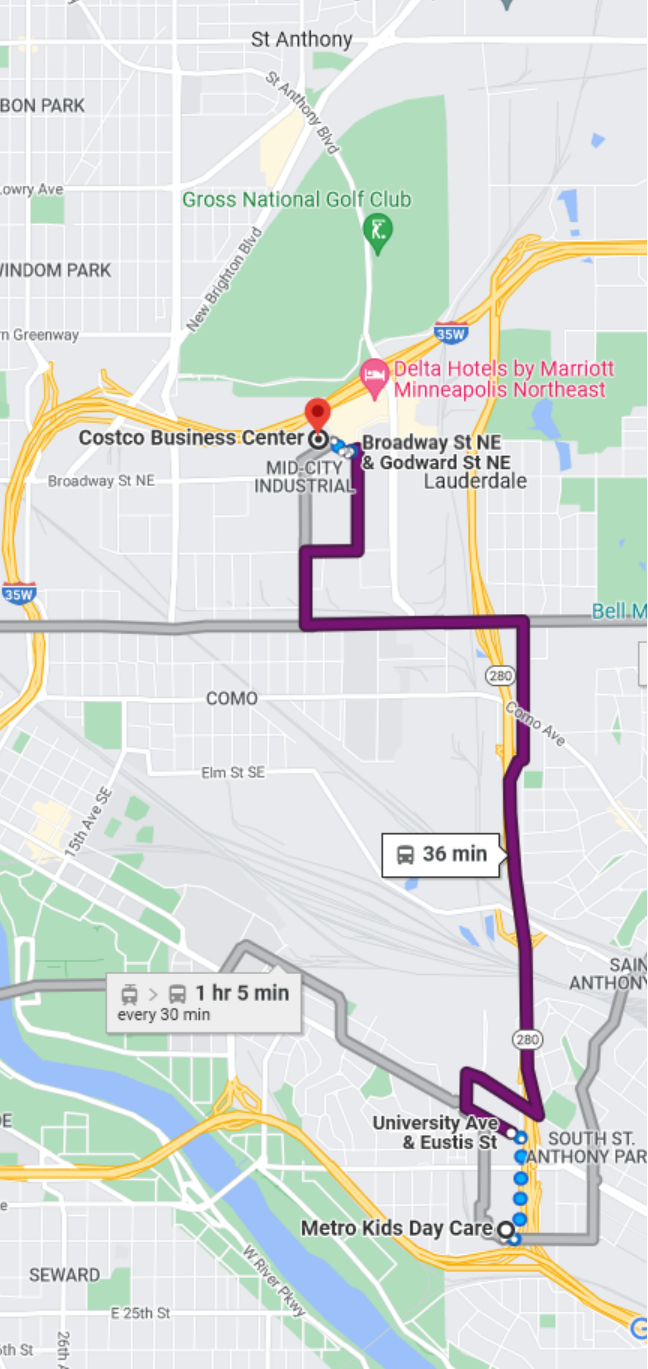 St Anthony
St Anthony Blvd
BON PARK
Lowry Ave
Gross National Golf Club
New Brighton Blvd
WINDOM PARK
rn Greenway
35W
Delta Hotels by Marriott
Minneapolis Northeast
Costco Business Center
Broadway St NE
& Godward St NE
MID-CITY
INDUSTRIAL
Broadway St NE
Lauderdale
35W
Bell M
280
COMO
Como Ave
Elm St SE
15th Ave SE
36 min
SAIN
ANTHONY
1 hr 5 min
every 30 min
280
University Ave
& Eustis St
SOUTH ST.
ANTHONY PAR
Metro Kids Day Care
W River Pkwy
SEWARD
E 25th St
26th A
6th St